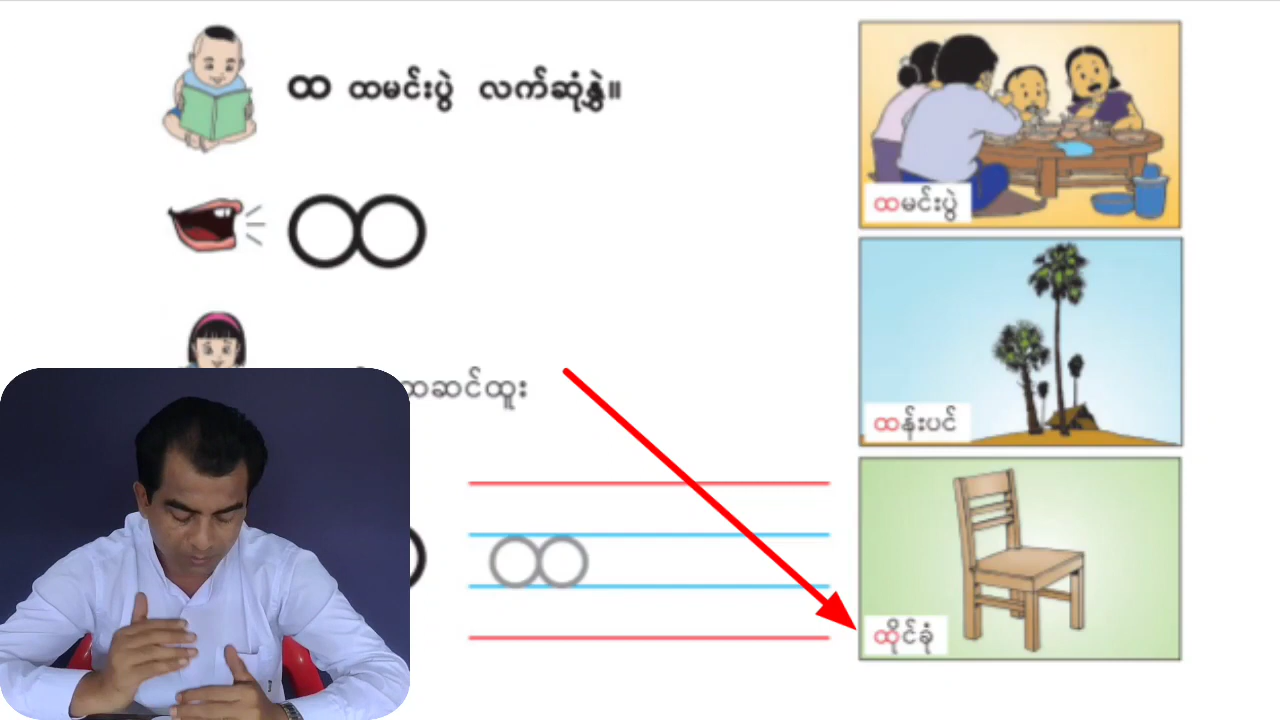 ထ ထမင်းပွဲ လက်ဆုံနွှဲ။
ထ
ဆင်ထူး
ထ
ထမင်းပွဲ
ထန်းပင်
ထိုင်ခုံ